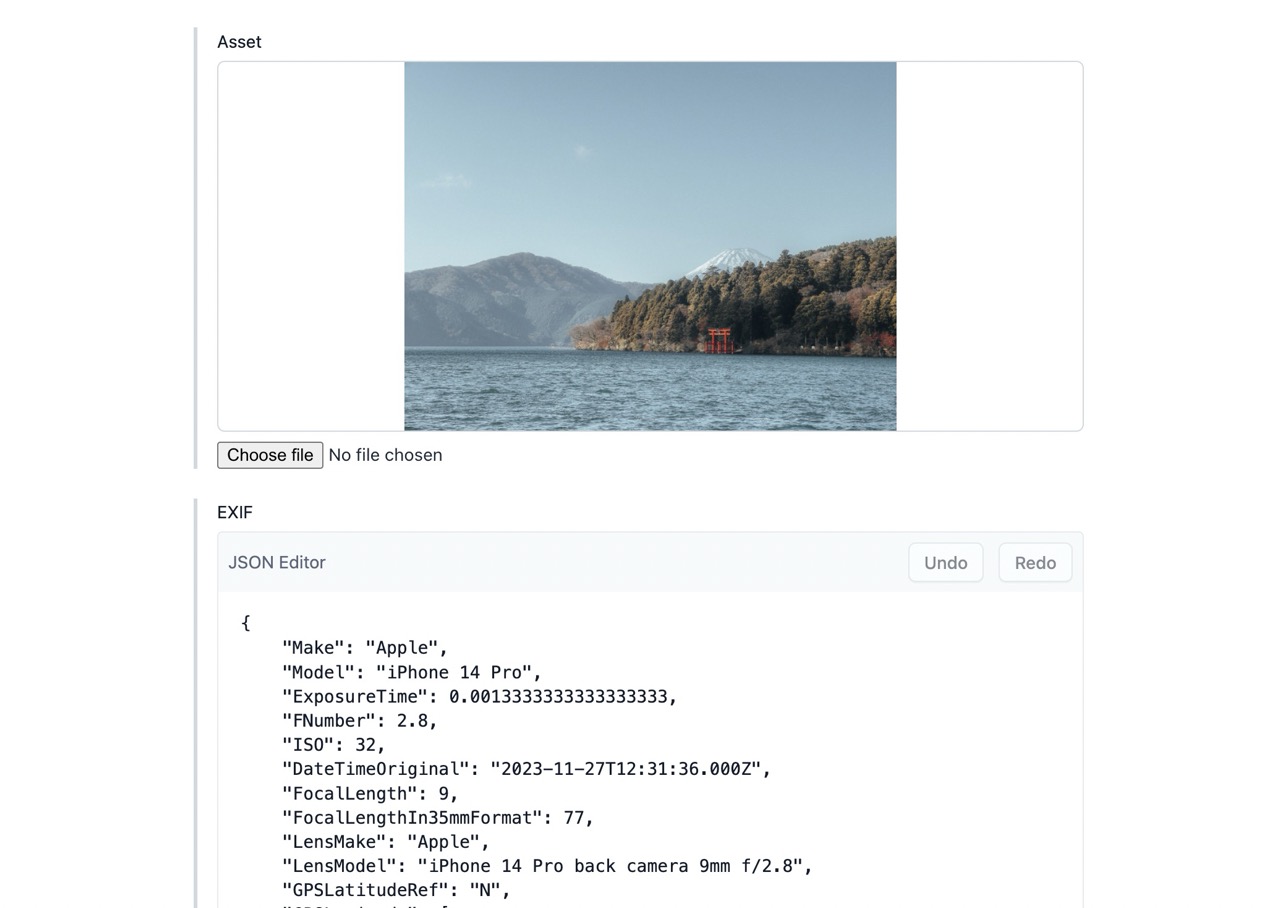 Asset
Choose file No file chosen
EXIF
JSON Editor Undo Redo
{
    "Make": "Apple",
    "Model": "iPhone 14 Pro",
    "ExposureTime": 0.0013333333333333333,
    "FNumber": 2.8,
    "ISO": 32,
    "DateTimeOriginal": "2023-11-27T12:31:36.000Z",
    "FocalLength": 9,
    "FocalLengthIn35mmFormat": 77,
    "LensMake": "Apple",
    "LensModel": "iPhone 14 Pro back camera 9mm f/2.8",
    "GPSLatitudeRef": "N",